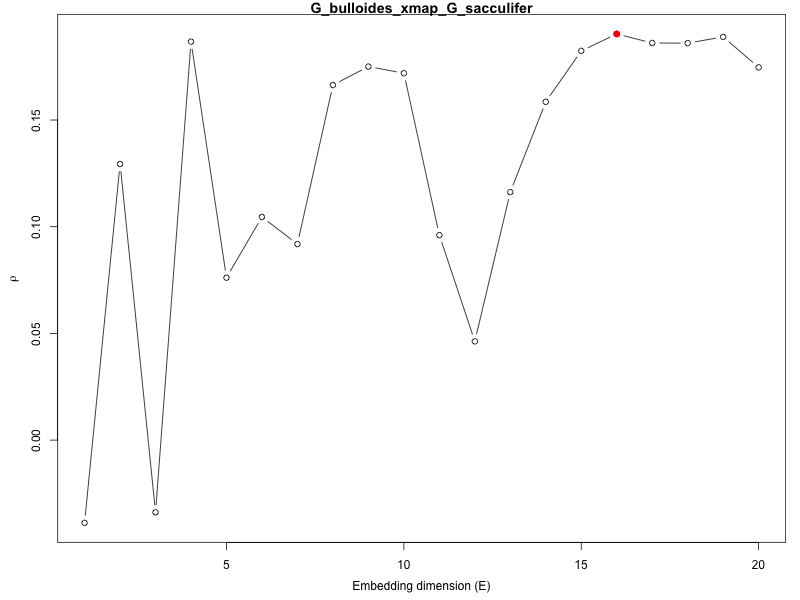 G_bulloides_xmap_G_sacculifer
0.15
0.10
0.05
0.00
ρ
5 10 15 20
Embedding dimension (E)